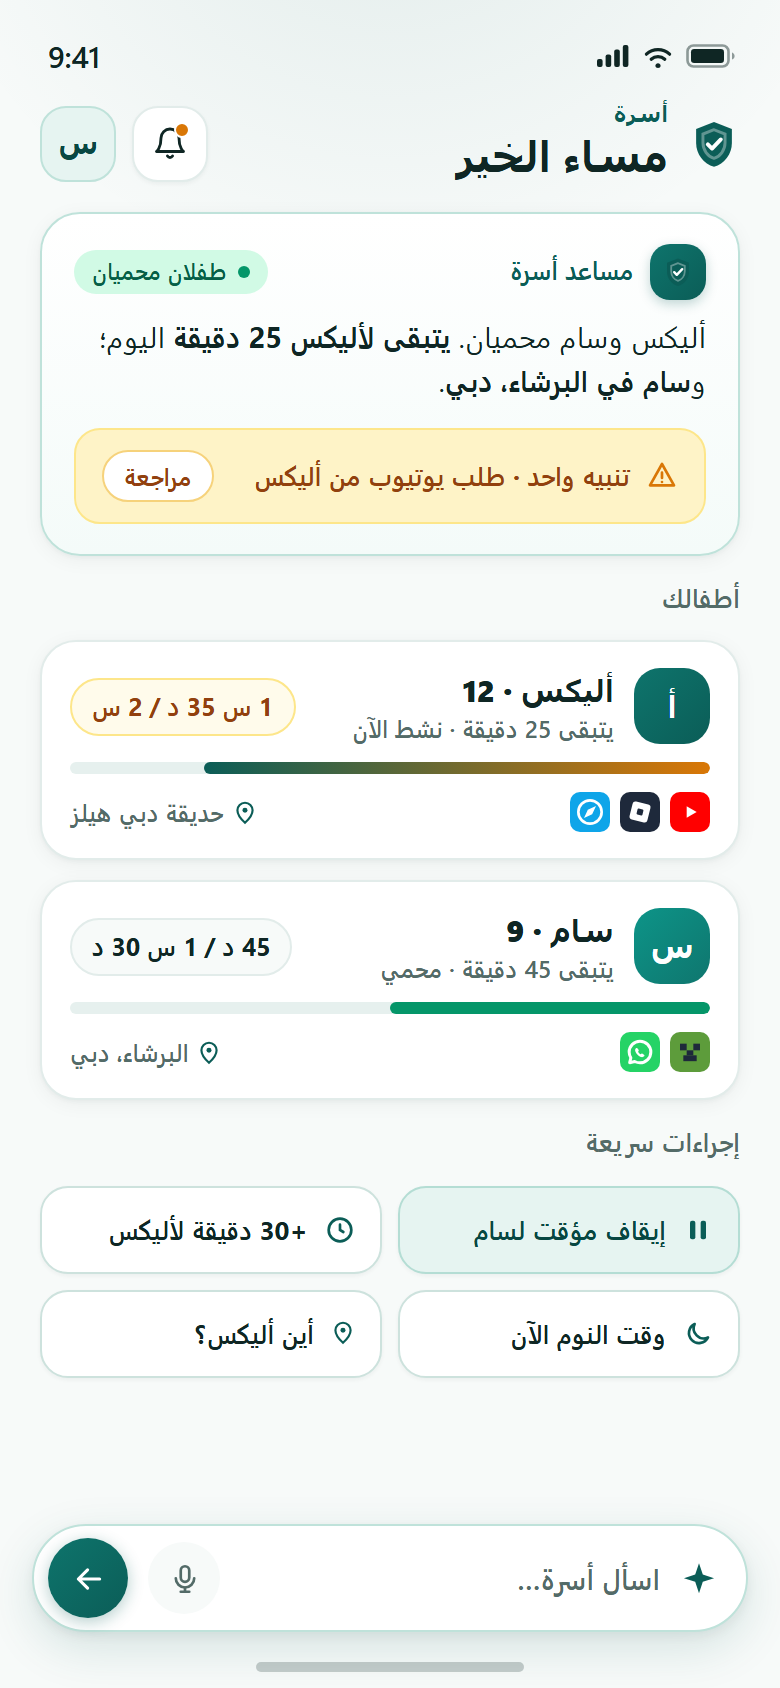 9:41
أسرة
مساء الخير
س
مساعد أسرة
طفلان محميان
أليكس وسام محميان. يتبقى لأليكس 25 دقيقة اليوم؛
وسام في البرشاء، دبي.
تنبيه واحد · طلب يوتيوب من أليكس
مراجعة
أطفالك
أ
أليكس · 12
يتبقى 25 دقيقة · نشط الآن
1 س 35 د / 2 س
حديقة دبي هيلز
س
سام · 9
يتبقى 45 دقيقة · محمي
45 د / 1 س 30 د
البرشاء، دبي
إجراءات سريعة
إيقاف مؤقت لسام
+30 دقيقة لأليكس
وقت النوم الآن
أين أليكس؟
اسأل أسرة...